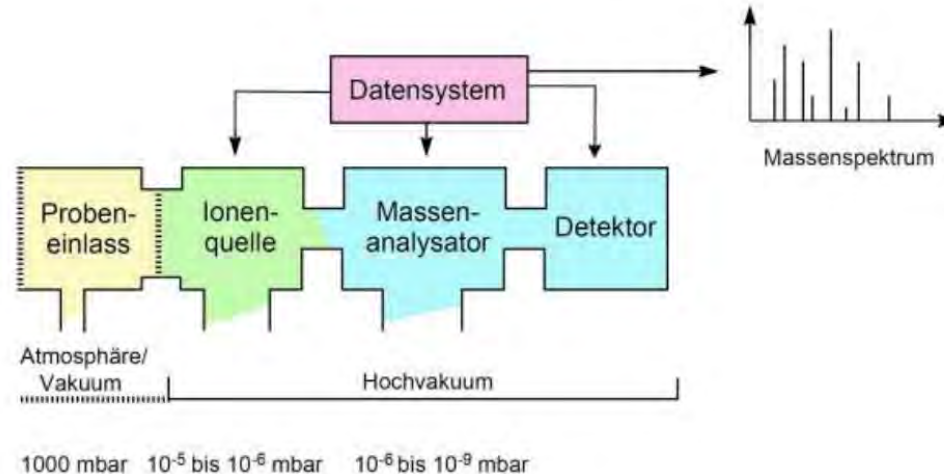 Datensystem
Massenspektrum
Proben-
einlass
Ionen-
quelle
Massen-
analysator
Detektor
Atmosphäre/
Vakuum
Hochvakuum
1000 mbar 10⁻⁵ bis 10⁻⁶ mbar 10⁻⁶ bis 10⁻⁹ mbar